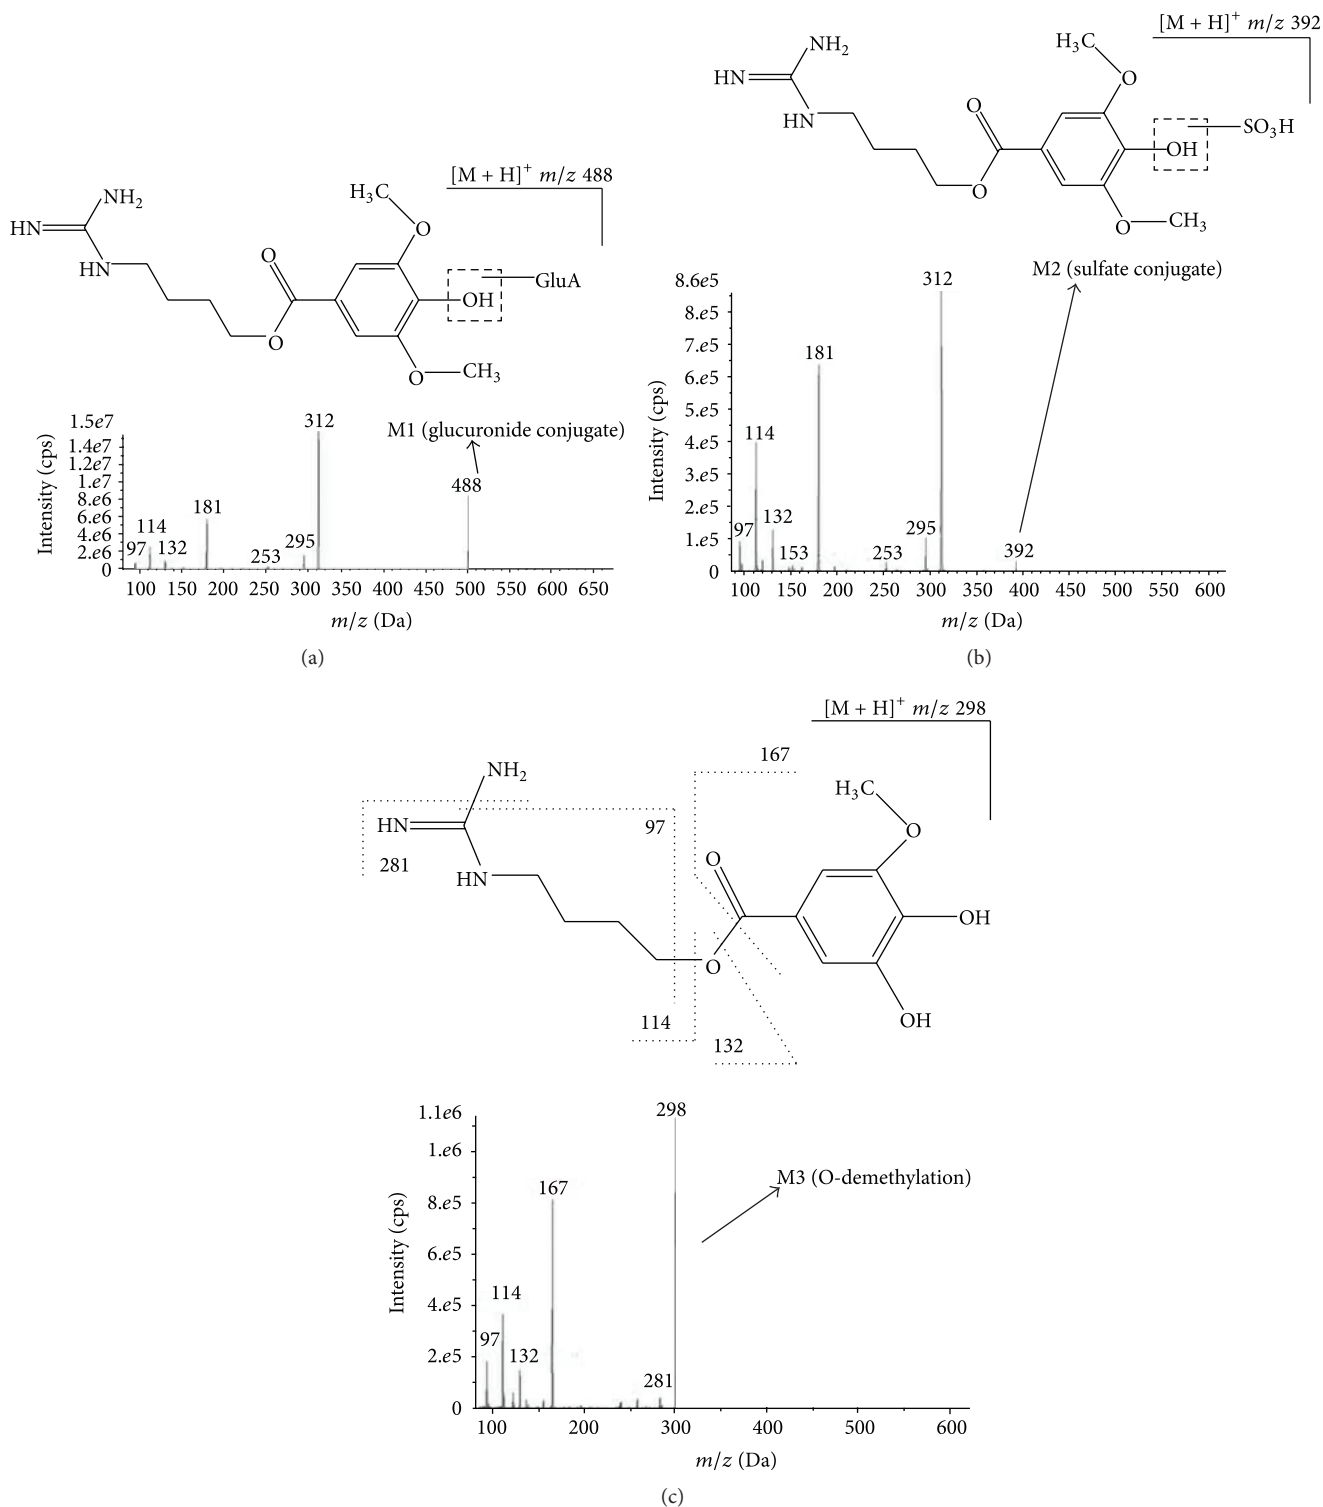 [M + H]+ m/z 488
NH2
HN
HN
O
O
H3C
O
OH
GluA
O
CH3
M1 (glucuronide conjugate)
Intensity (cps)
1.5e7
1.4e7
1.2e7
1.0e7
8.e6
6.e6
4.e6
2.e6
0
97
114
132
181
253
295
312
488
100 150 200 250 300 350 400 450 500 550 600 650
m/z (Da)
(a)
[M + H]+ m/z 392
NH2
HN
HN
O
O
H3C
O
OH
SO3H
O
CH3
M2 (sulfate conjugate)
Intensity (cps)
8.6e5
8.e5
7.e5
6.e5
5.e5
4.e5
3.e5
2.e5
1.e5
0
97
114
132
153
181
253
295
312
392
100 150 200 250 300 350 400 450 500 550 600
m/z (Da)
(b)
[M + H]+ m/z 298
167
NH2
HN
97
281
HN
O
O
H3C
O
OH
OH
114
132
Intensity (cps)
1.1e6
1.e6
8.e5
6.e5
4.e5
2.e5
0
97
114
132
167
281
298
M3 (O-demethylation)
100 200 300 400 500 600
m/z (Da)
(c)